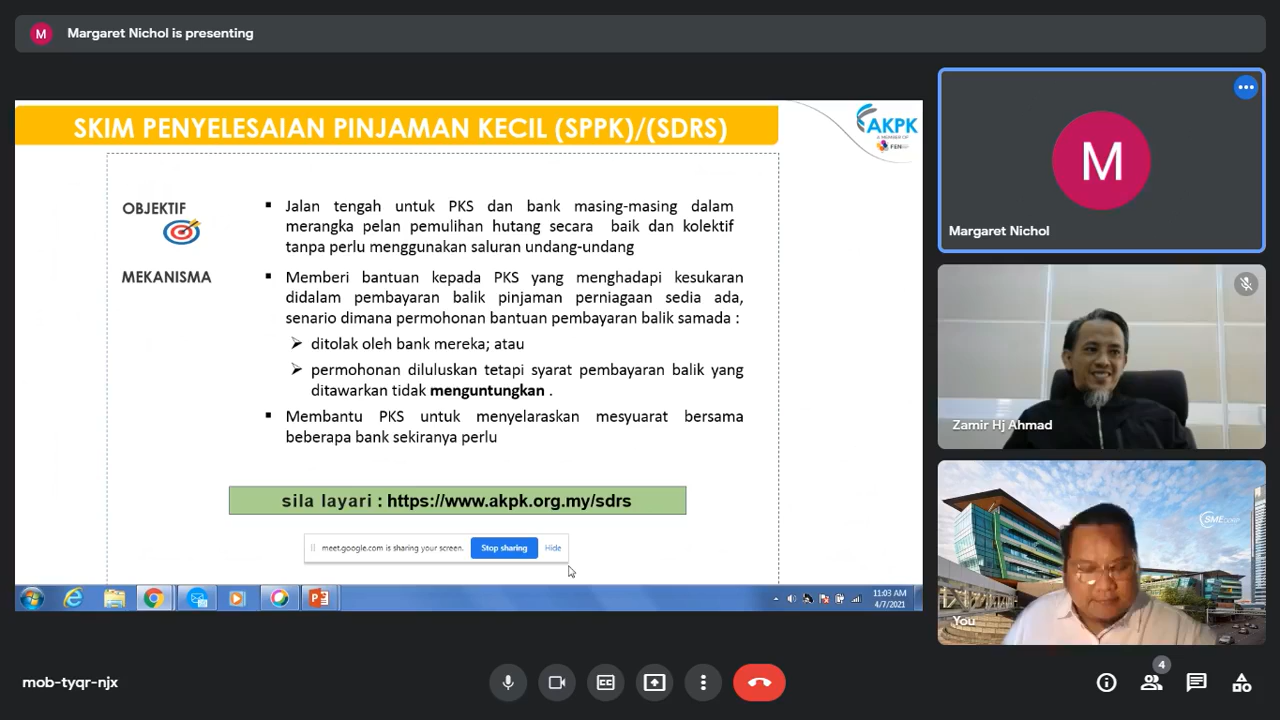 M
Margaret Nichol is presenting
SKIM PENYELESAIAN PINJAMAN KECIL (SPPK)/(SDRS)
AKPK
A MEMBER OF
OBJEKTIF
▪ Jalan tengah untuk PKS dan bank masing-masing dalam
merangka pelan pemulihan hutang secara baik dan kolektif
tanpa perlu menggunakan saluran undang-undang
MEKANISMA
▪ Memberi bantuan kepada PKS yang menghadapi kesukaran
didalam pembayaran balik pinjaman perniagaan sedia ada,
senario dimana permohonan bantuan pembayaran balik samada :
➢ ditolak oleh bank mereka; atau
➢ permohonan diluluskan tetapi syarat pembayaran balik yang
ditawarkan tidak menguntungkan .
▪ Membantu PKS untuk menyelaraskan mesyuarat bersama
beberapa bank sekiranya perlu
sila layari : https://www.akpk.org.my/sdrs
meet.google.com is sharing your screen.
Stop sharing
Hide
11:03 AM
4/7/2021
M
Margaret Nichol
Zamir Hj Ahmad
SME CORP
You
mob-tyqr-njx
CC
4